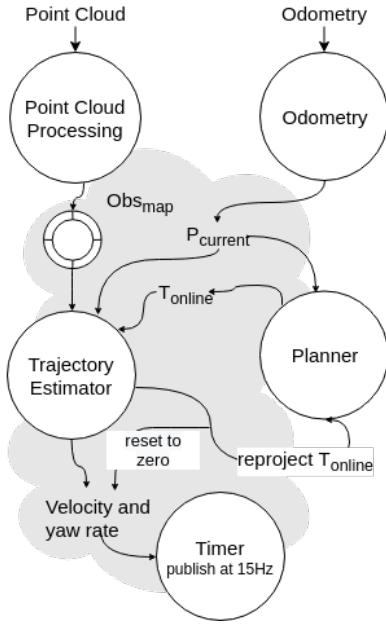 Point Cloud
Odometry
Point Cloud
Processing
Odometry
Obsmap
Pcurrent
Tonline
Trajectory
Estimator
Planner
reset to
zero
reproject Tonline
Velocity and
yaw rate
Timer
publish at 15Hz